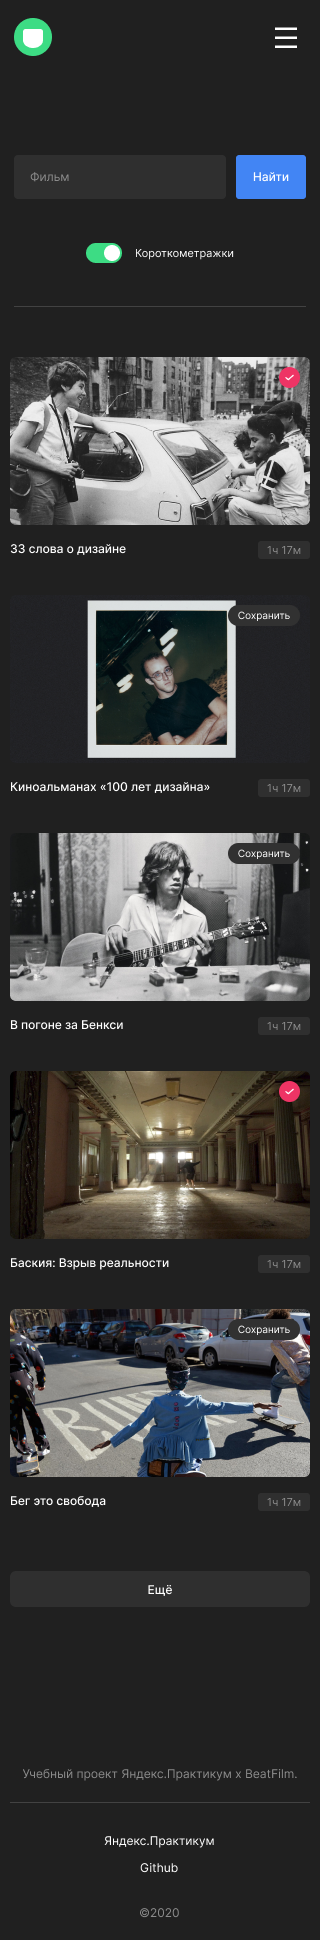 Фильм
Найти
Короткометражки
33 слова о дизайне
1ч 17м
Сохранить
Киноальманах «100 лет дизайна»
1ч 17м
Сохранить
В погоне за Бенкси
1ч 17м
Баския: Взрыв реальности
1ч 17м
Сохранить
RUN
Бег это свобода
1ч 17м
Ещё
Учебный проект Яндекс.Практикум х BeatFilm.
Яндекс.Практикум
Github
©2020